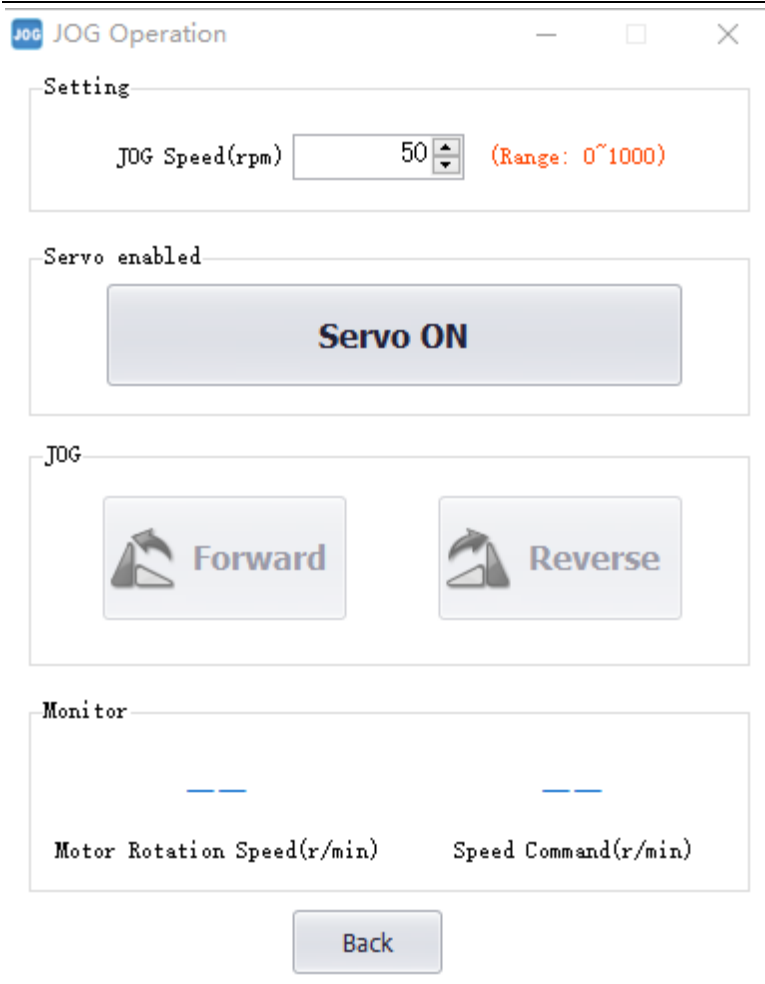 JOG JOG Operation
Setting
JOG Speed(rpm) 50 (Range: 0~1000)
Servo enabled
Servo ON
JOG
Forward Reverse
Monitor
-- --
Motor Rotation Speed(r/min) Speed Command(r/min)
Back